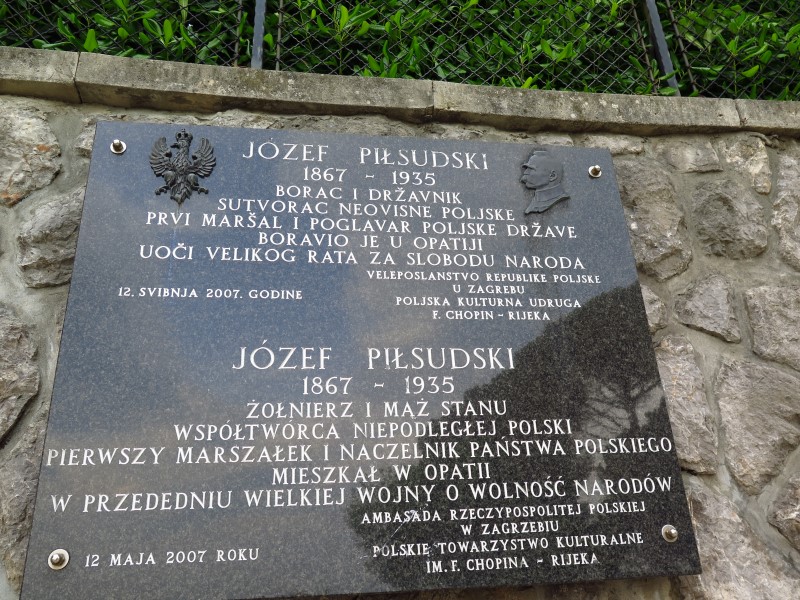 JÓZEF PIŁSUDSKI
1867 - 1935
BORAC I DRŽAVNIK
SUTVORAC NEOVISNE POLJSKE
PRVI MARŠAL I POGLAVAR POLJSKE DRŽAVE
BORAVIO JE U OPATIJI
UOČI VELIKOG RATA ZA SLOBODU NARODA
VELEPOSLANSTVO REPUBLIKE POLJSKE
U ZAGREBU
12. SVIBNJA 2007. GODINE
POLJSKA KULTURNA UDRUGA
F. CHOPIN - RIJEKA
JÓZEF PIŁSUDSKI
1867 - 1935
ŻOŁNIERZ I MĄŻ STANU
WSPÓŁTWÓRCA NIEPODLEGŁEJ POLSKI
PIERWSZY MARSZAŁEK I NACZELNIK PAŃSTWA POLSKIEGO
MIESZKAŁ W OPATII
W PRZEDEDNIU WIELKIEJ WOJNY O WOLNOŚĆ NARODÓW
AMBASADA RZECZYPOSPOLITEJ POLSKIEJ
W ZAGRZEBIU
12 MAJA 2007 ROKU
POLSKIE TOWARZYSTWO KULTURALNE
IM. F. CHOPINA - RIJEKA